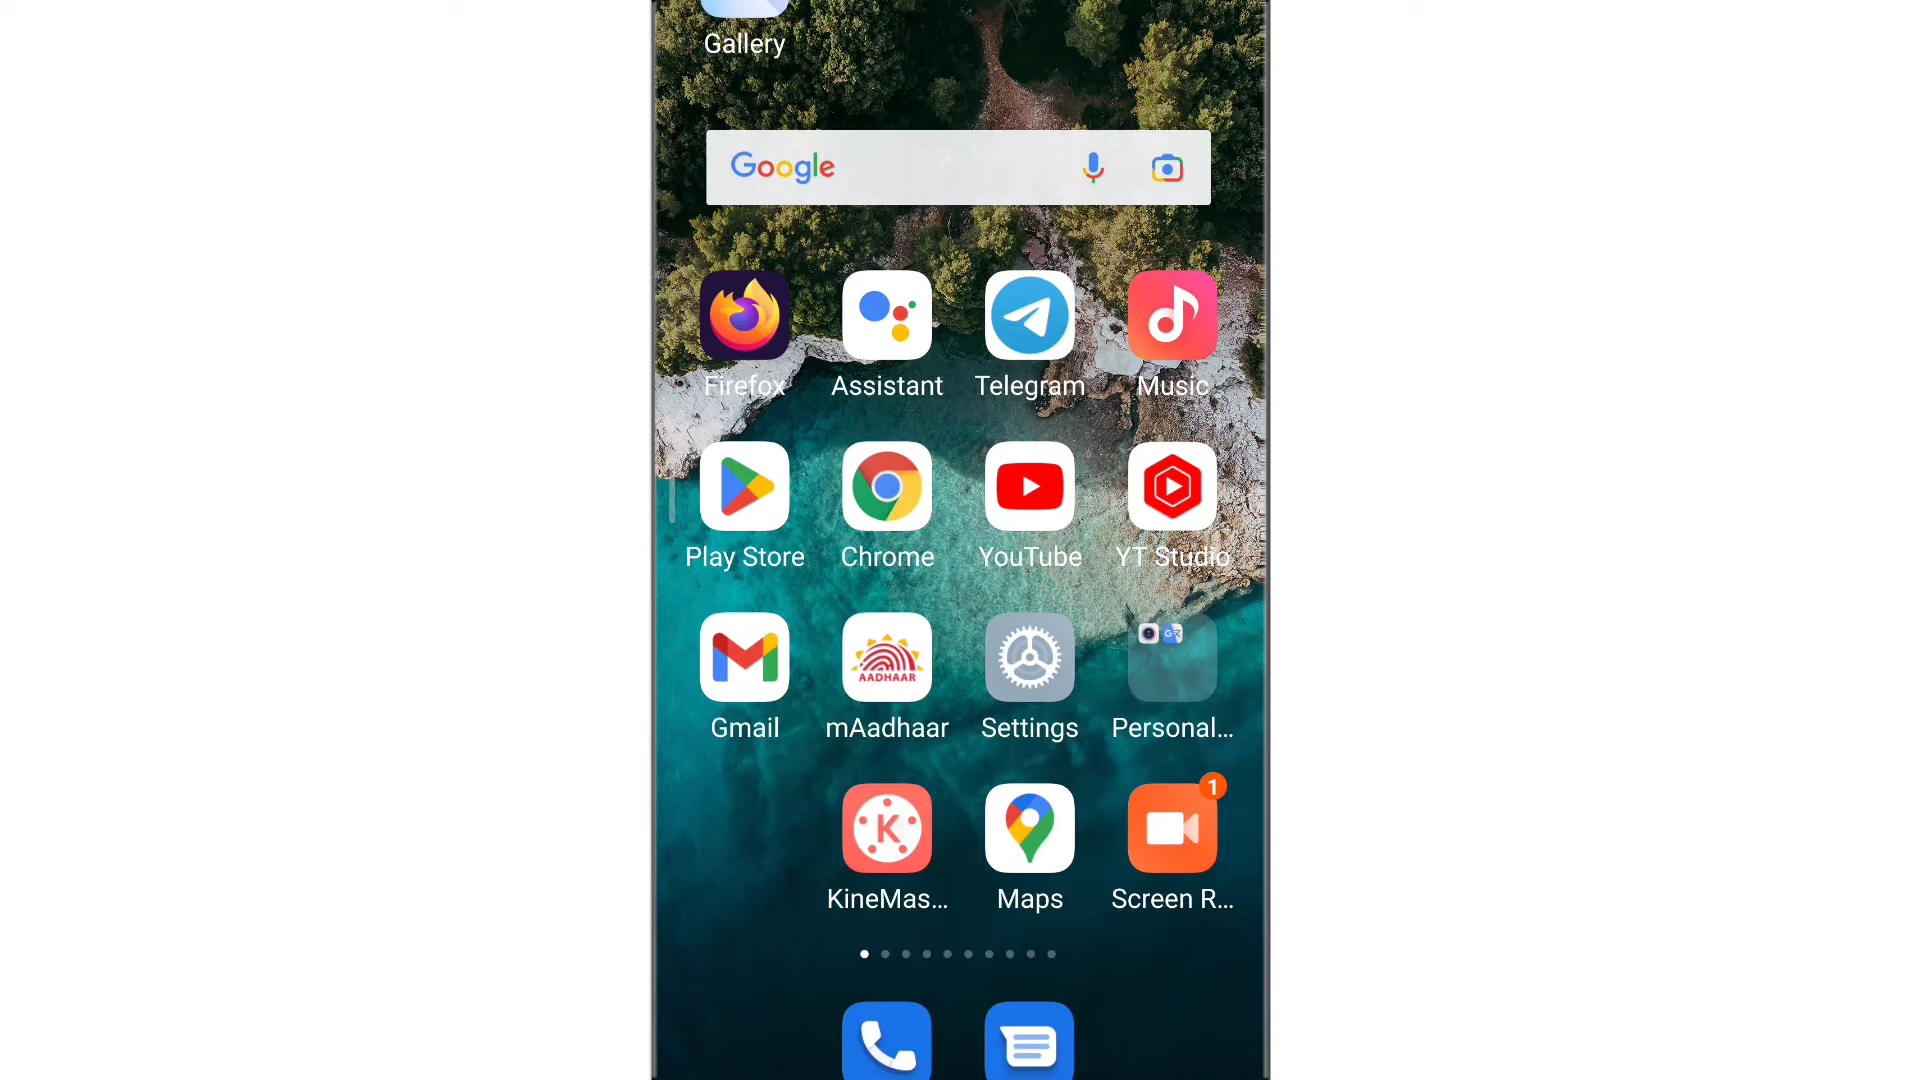 Gallery
Google
Firefox Assistant Telegram Music
Play Store Chrome YouTube YT Studio
AADHAAR
Gmail mAadhaar Settings Personal...
1
K
KineMas... Maps Screen R...